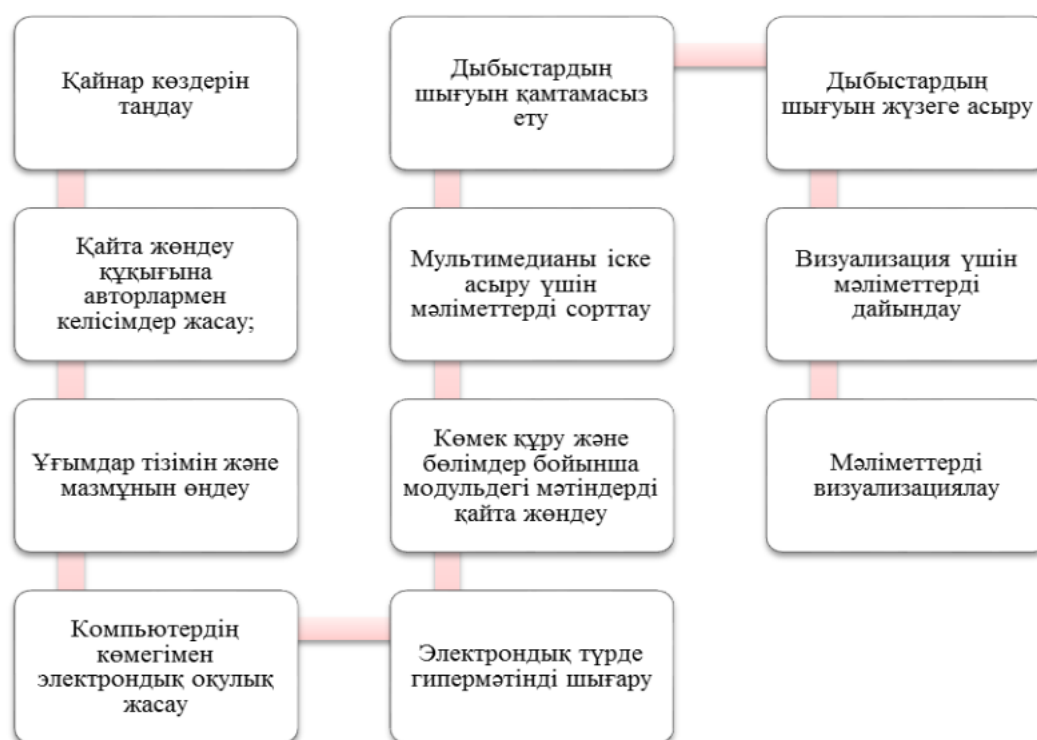 Қайнар көздерін
таңдау
Қайта жөндеу
құқығына
авторлармен
келісімдер жасау;
Ұғымдар тізімін және
мазмұнын өңдеу
Компьютердің
көмегімен
электрондық оқулық
жасау
Электрондық түрде
гипермәтінді шығару
Көмек құру және
бөлімдер бойынша
модульдегі мәтіндерді
қайта жөндеу
Мультимедианы іске
асыру үшін
мәліметтерді сорттау
Дыбыстардың
шығуын қамтамасыз
ету
Дыбыстардың
шығуын жүзеге асыру
Визуализация үшін
мәліметтерді
дайындау
Мәліметтерді
визуализациялау